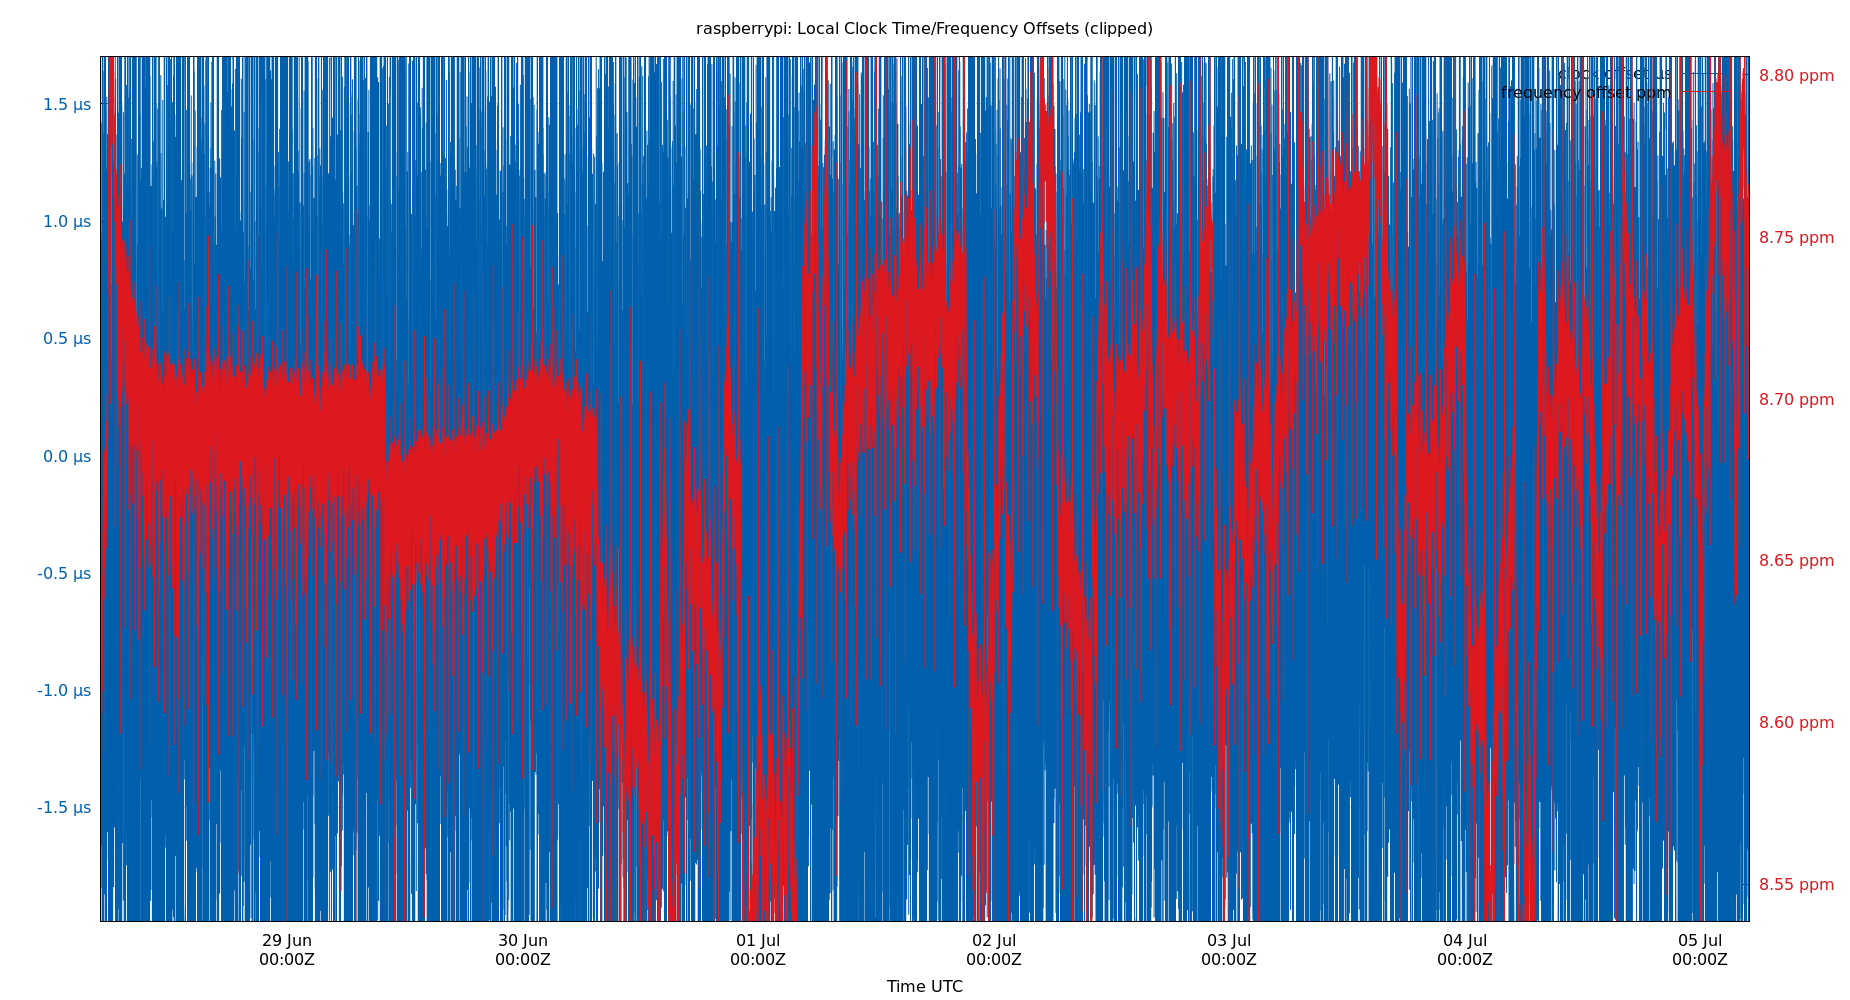 raspberrypi: Local Clock Time/Frequency Offsets (clipped)
clock offset µs
frequency offset ppm
1.5 µs
1.0 µs
0.5 µs
0.0 µs
-0.5 µs
-1.0 µs
-1.5 µs
8.80 ppm
8.75 ppm
8.70 ppm
8.65 ppm
8.60 ppm
8.55 ppm
29 Jun 30 Jun 01 Jul 02 Jul 03 Jul 04 Jul 05 Jul
00:00Z 00:00Z 00:00Z 00:00Z 00:00Z 00:00Z 00:00Z
Time UTC